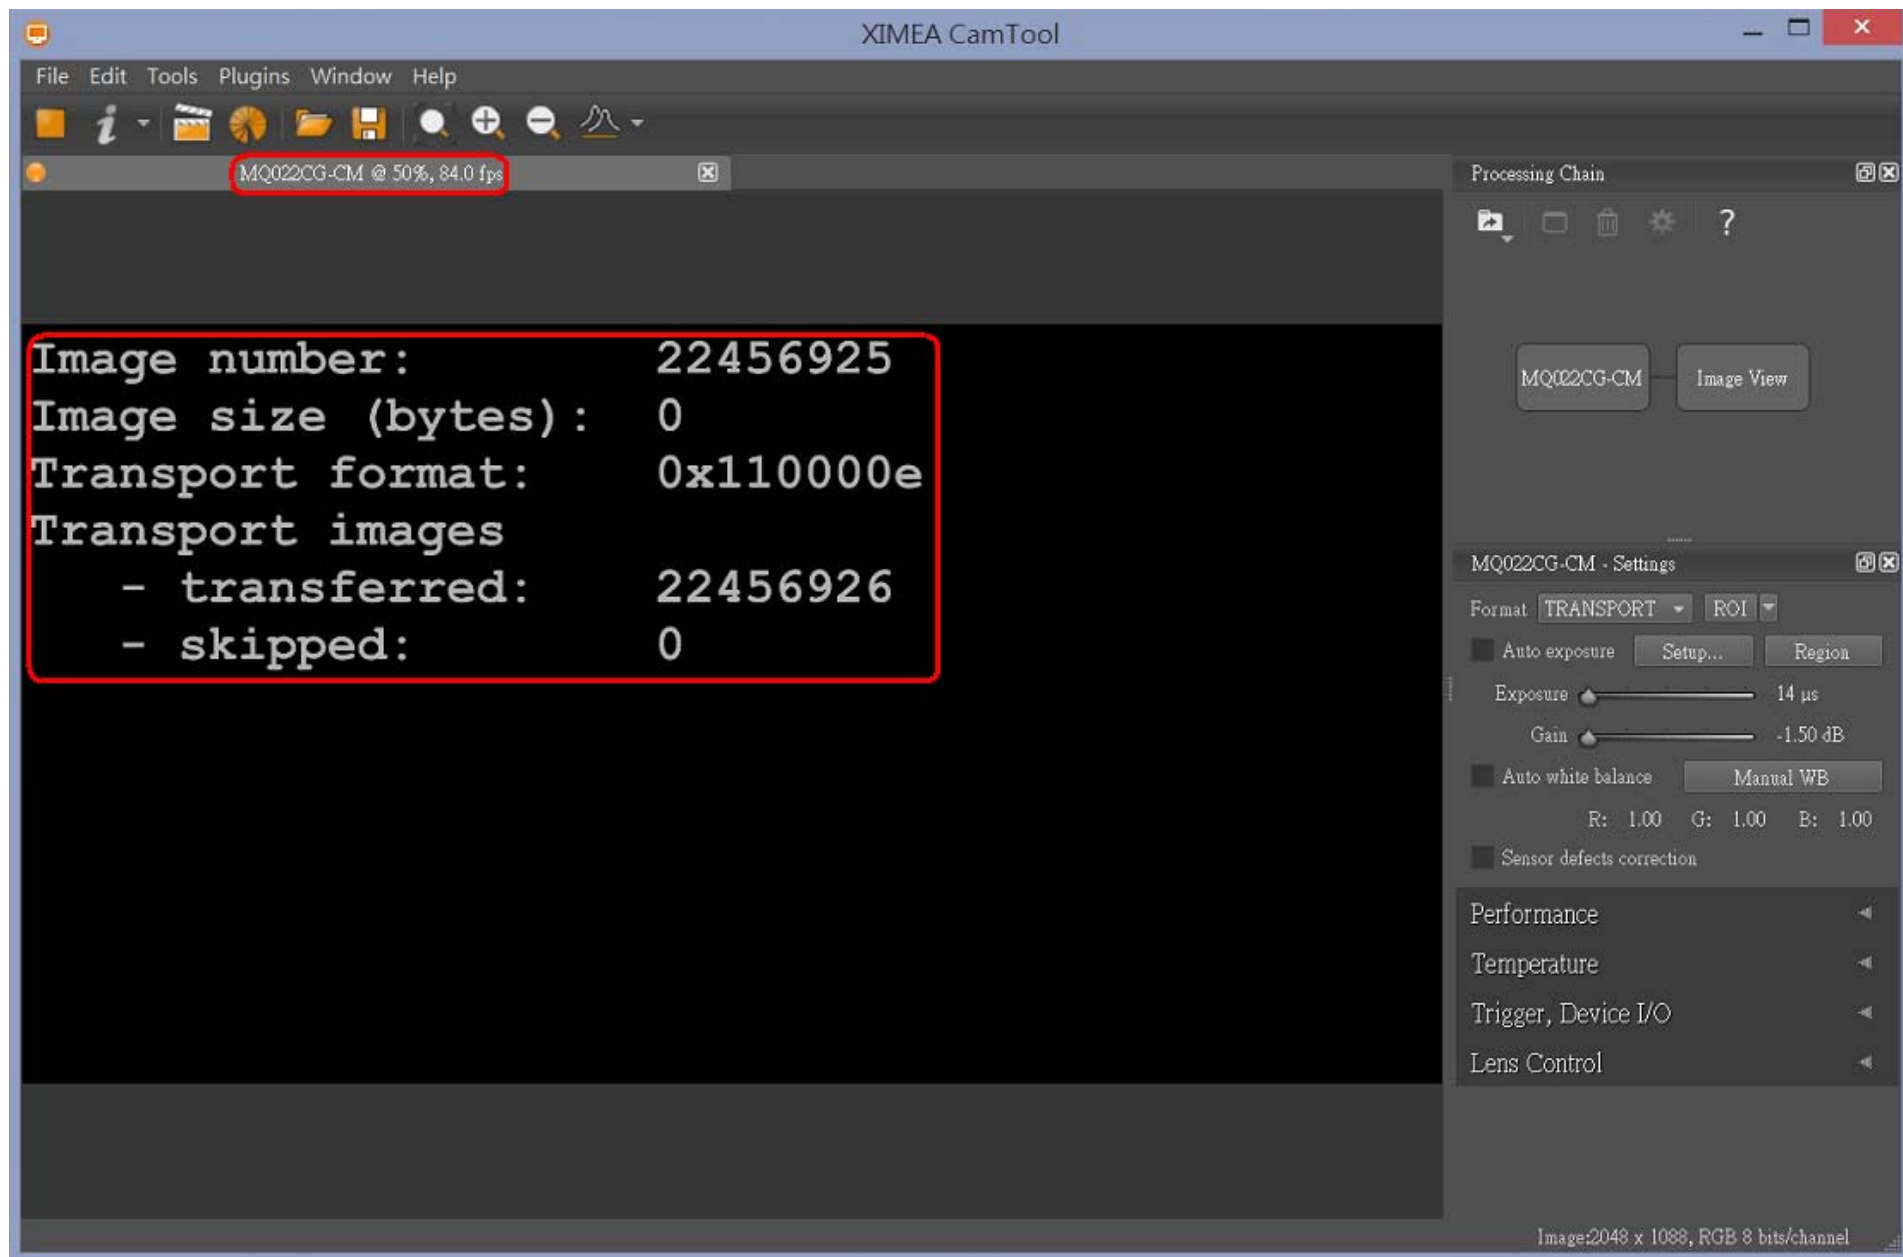 XIMEA CamTool
File Edit Tools Plugins Window Help
MQ022CG-CM @ 50%, 84.0 fps
Image number: 22456925
Image size (bytes): 0
Transport format: 0x110000e
Transport images
- transferred: 22456926
- skipped: 0
Processing Chain
?
MQ022CG-CM
Image View
MQ022CG-CM - Settings
Format TRANSPORT ROI
Auto exposure Setup... Region
Exposure 14 μs
Gain -1.50 dB
Auto white balance Manual WB
R: 1.00 G: 1.00 B: 1.00
Sensor defects correction
Performance
Temperature
Trigger, Device I/O
Lens Control
Image:2048 x 1088, RGB 8 bits/channel